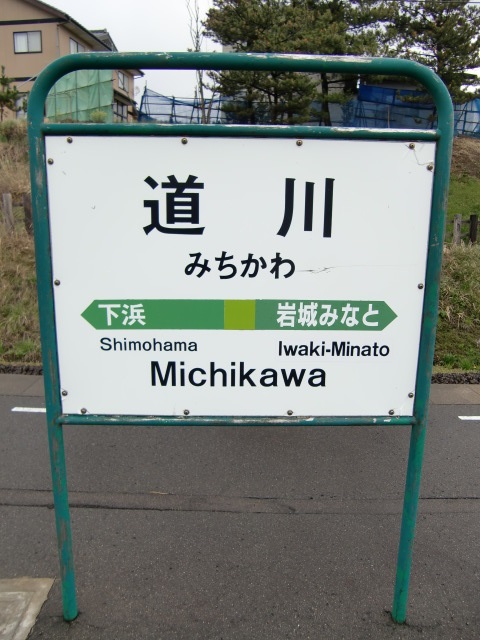 道川
みちかわ
下浜 岩城みなと
Shimohama Iwaki-Minato
Michikawa